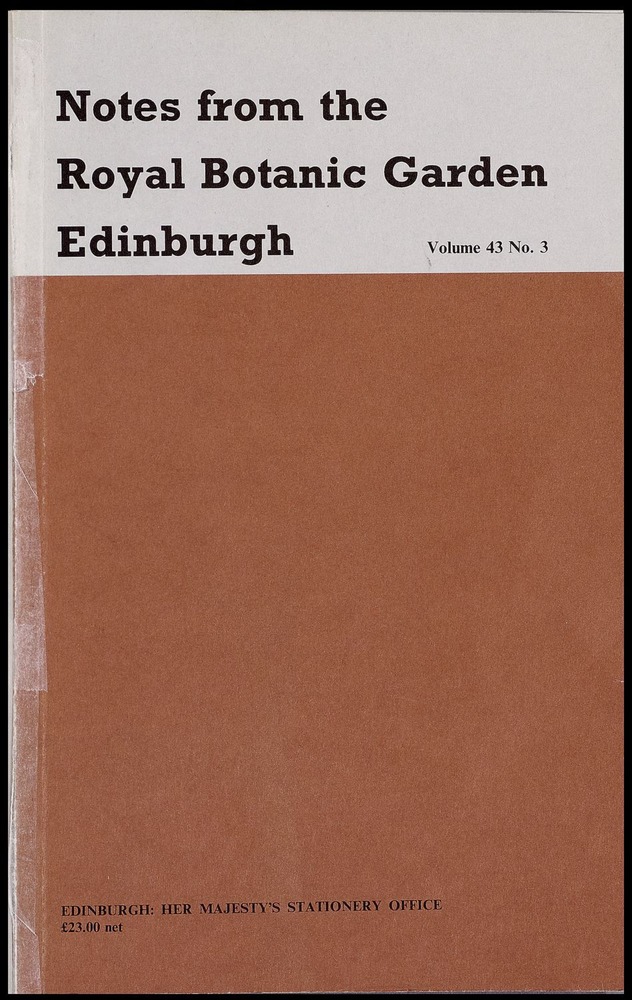 Notes from the
Royal Botanic Garden
Edinburgh
Volume 43 No. 3
EDINBURGH: HER MAJESTY'S STATIONERY OFFICE
£23.00 net